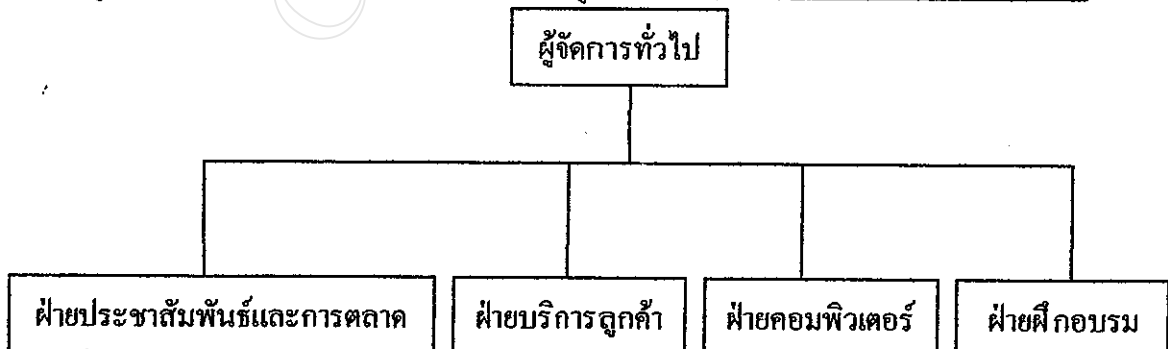 ผู้จัดการทั่วไป
ฝ่ายประชาสัมพันธ์และการตลาด
ฝ่ายบริการลูกค้า
ฝ่ายคอมพิวเตอร์
ฝ่ายฝึกอบรม